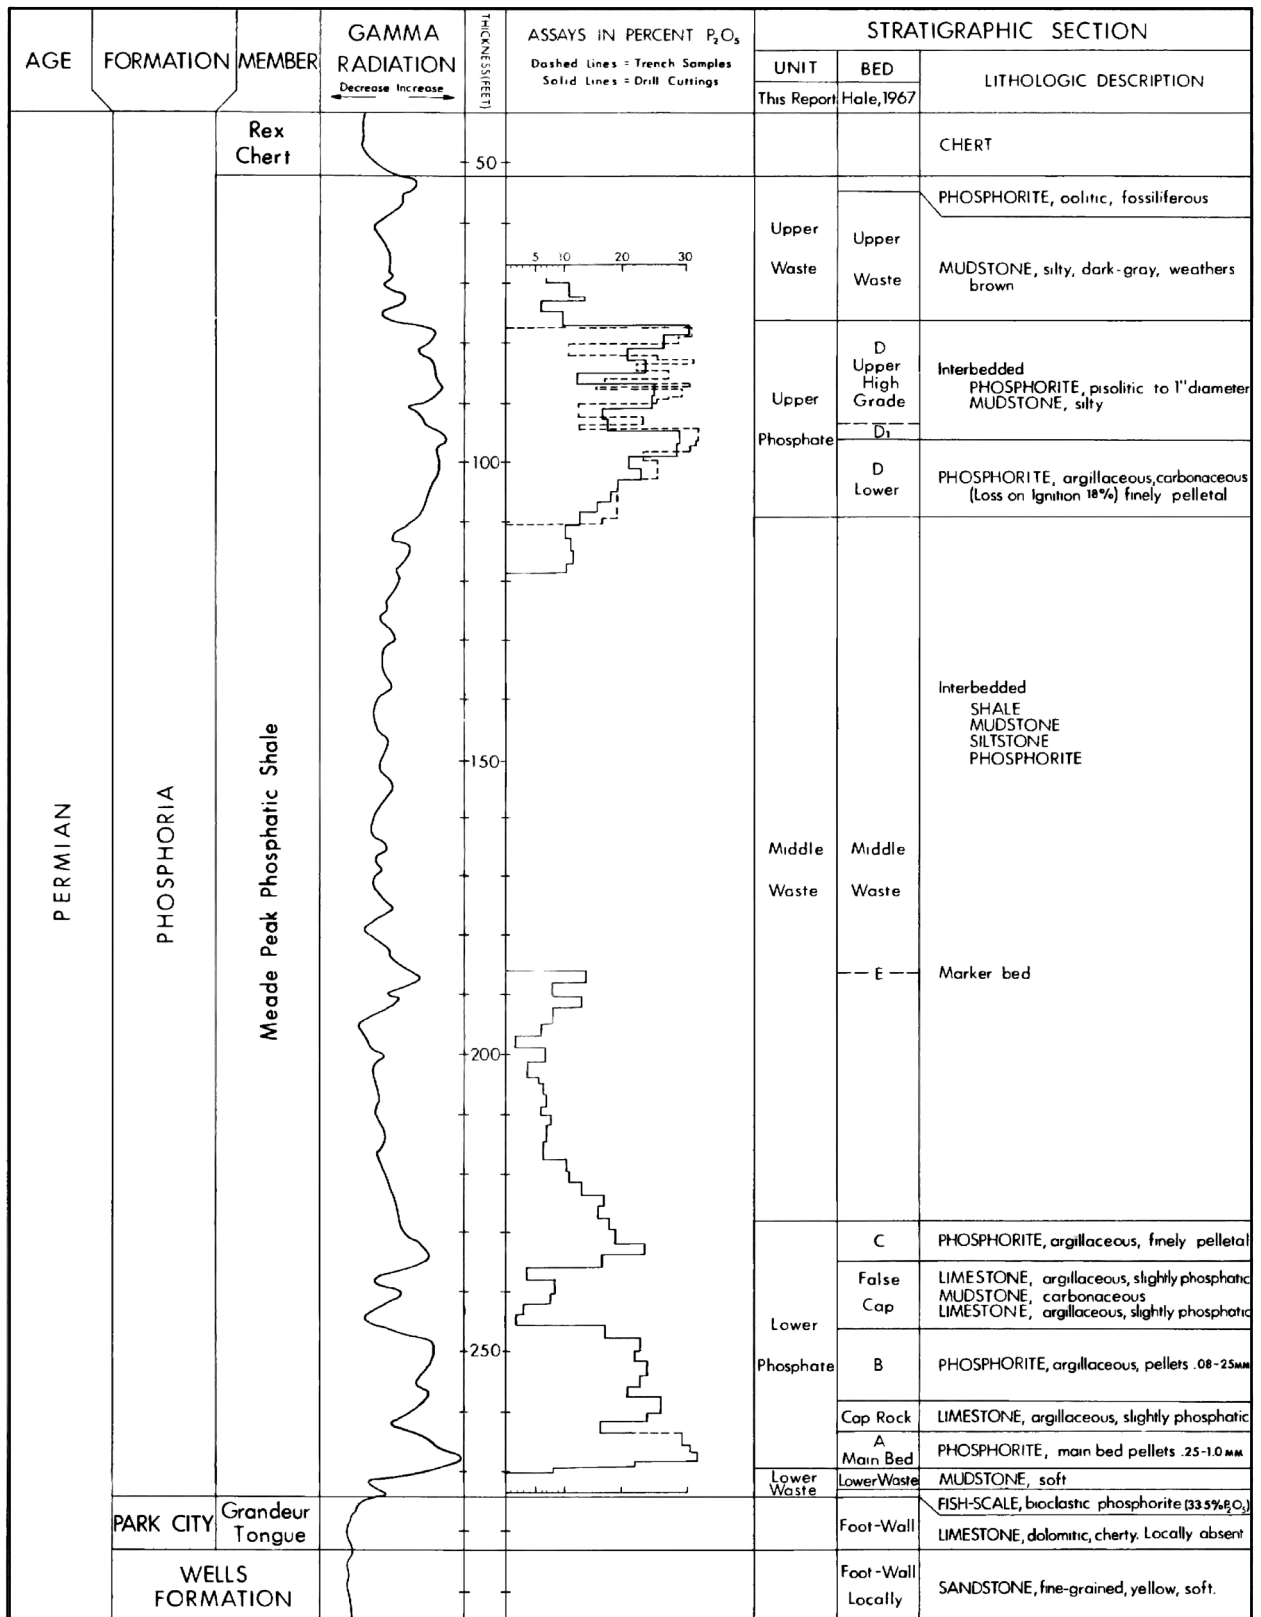 AGE
FORMATION
MEMBER
GAMMA
RADIATION
Decrease Increase
THICKNESS(FEET)
ASSAYS IN PERCENT P₂O₅
Dashed Lines = Trench Samples
Solid Lines = Drill Cuttings
STRATIGRAPHIC SECTION
UNIT
BED
LITHOLOGIC DESCRIPTION
This Report
Hale, 1967
Rex
Chert
50
CHERT
PHOSPHORITE, oolitic, fossiliferous
Upper
Waste
Upper
Waste
MUDSTONE, silty, dark-gray, weathers
brown
5 10 20 30
D
Upper
High
Grade
Interbedded
PHOSPHORITE, pisolitic to 1" diameter
MUDSTONE, silty
Upper
Phosphate
D₁
100
D
Lower
PHOSPHORITE, argillaceous, carbonaceous
(Loss on Ignition 18%) finely pelletal
Interbedded
SHALE
MUDSTONE
SILTSTONE
PHOSPHORITE
150
PERMIAN
PHOSPHORIA
Meade Peak Phosphatic Shale
Middle
Waste
Middle
Waste
E
Marker bed
200
C
PHOSPHORITE, argillaceous, finely pelletal
False
Cap
LIMESTONE, argillaceous, slightly phosphatic
MUDSTONE, carbonaceous
LIMESTONE, argillaceous, slightly phosphatic
Lower
Phosphate
250
B
PHOSPHORITE, argillaceous, pellets .08-25MM
Cap Rock
LIMESTONE, argillaceous, slightly phosphatic
A
Main Bed
PHOSPHORITE, main bed pellets .25-1.0 MM
Lower
Waste
Lower Waste
MUDSTONE, soft
FISH-SCALE, bioclastic phosphorite (33.5% P₂O₅)
PARK CITY
Grandeur
Tongue
Foot-Wall
LIMESTONE, dolomitic, cherty. Locally absent
WELLS
FORMATION
Foot-Wall
Locally
SANDSTONE, fine-grained, yellow, soft.